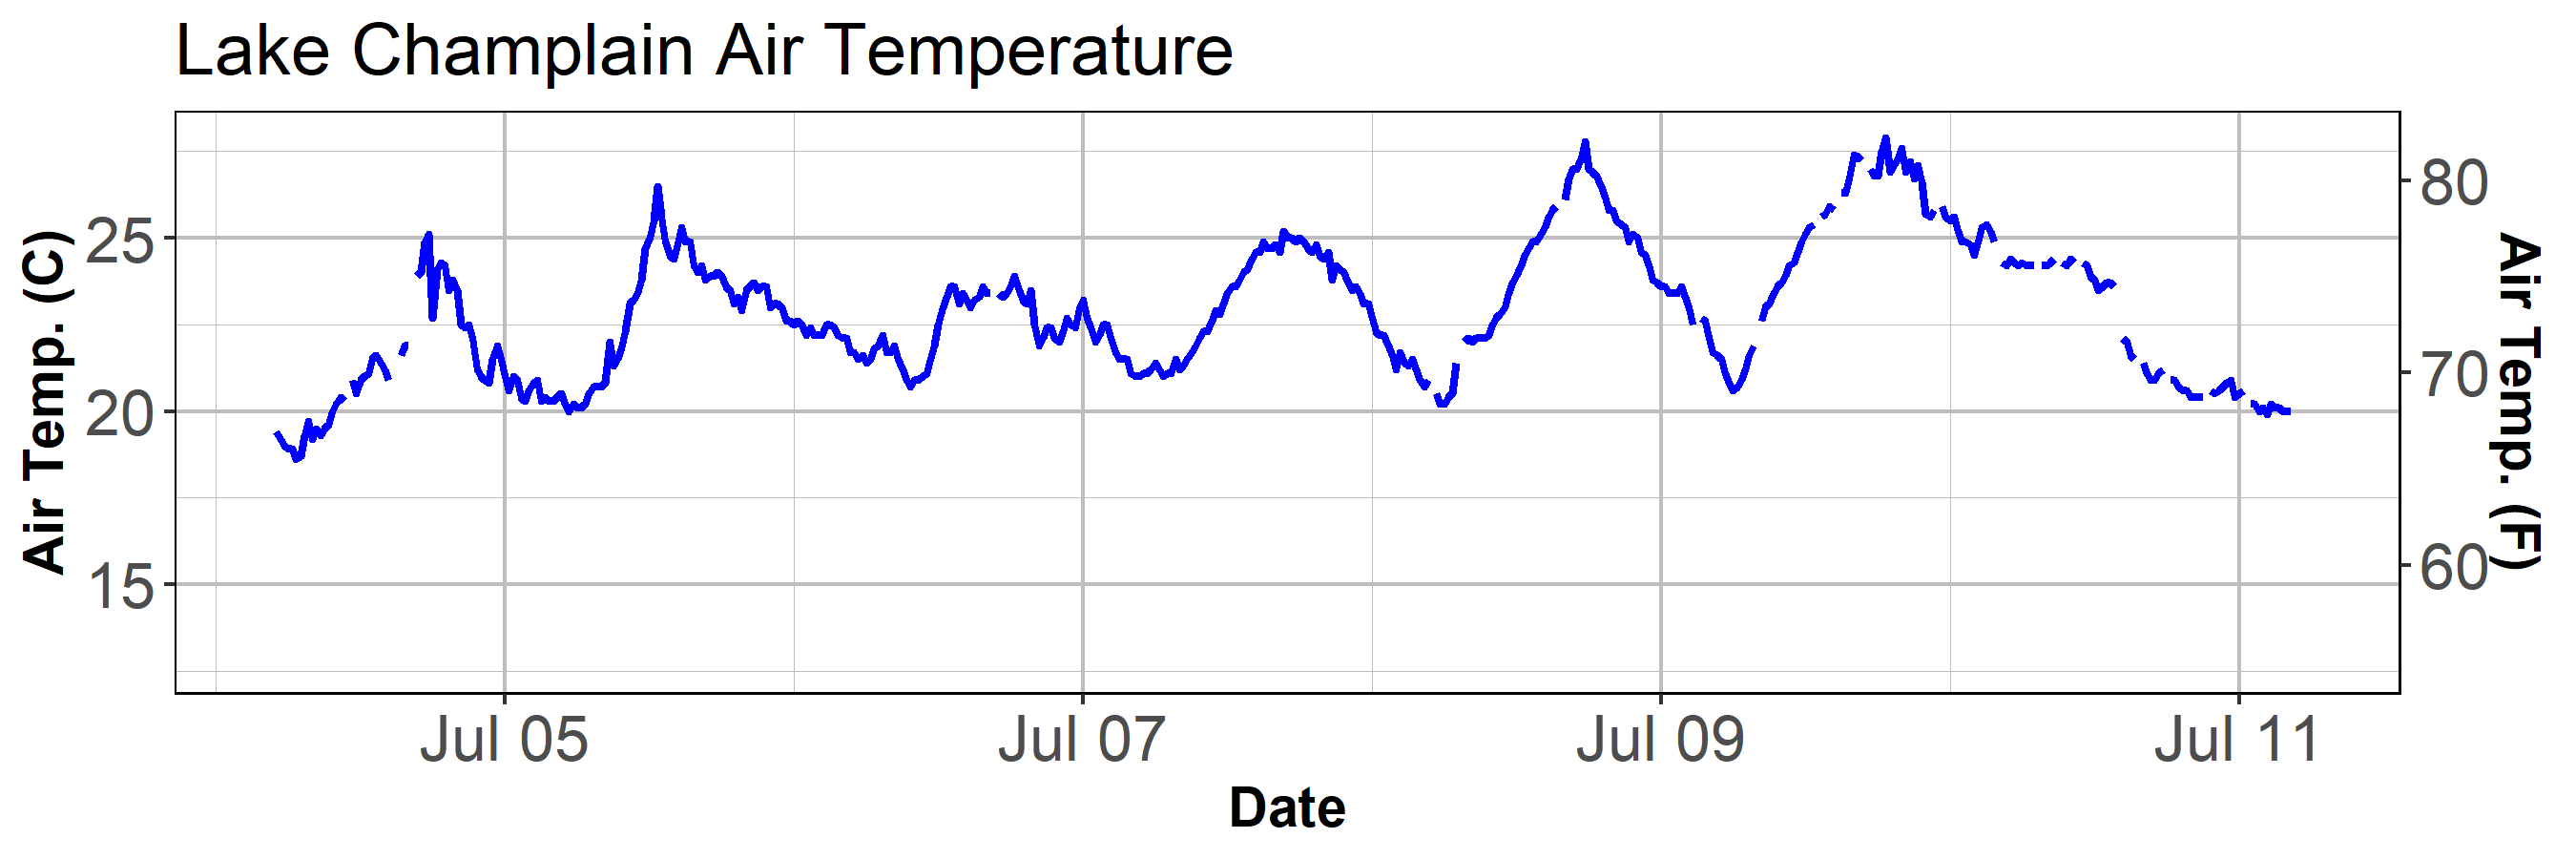 Lake Champlain Air Temperature
Air Temp. (C)
25
20
15
80
70
60
Air Temp. (F)
Jul 05
Jul 07
Jul 09
Jul 11
Date